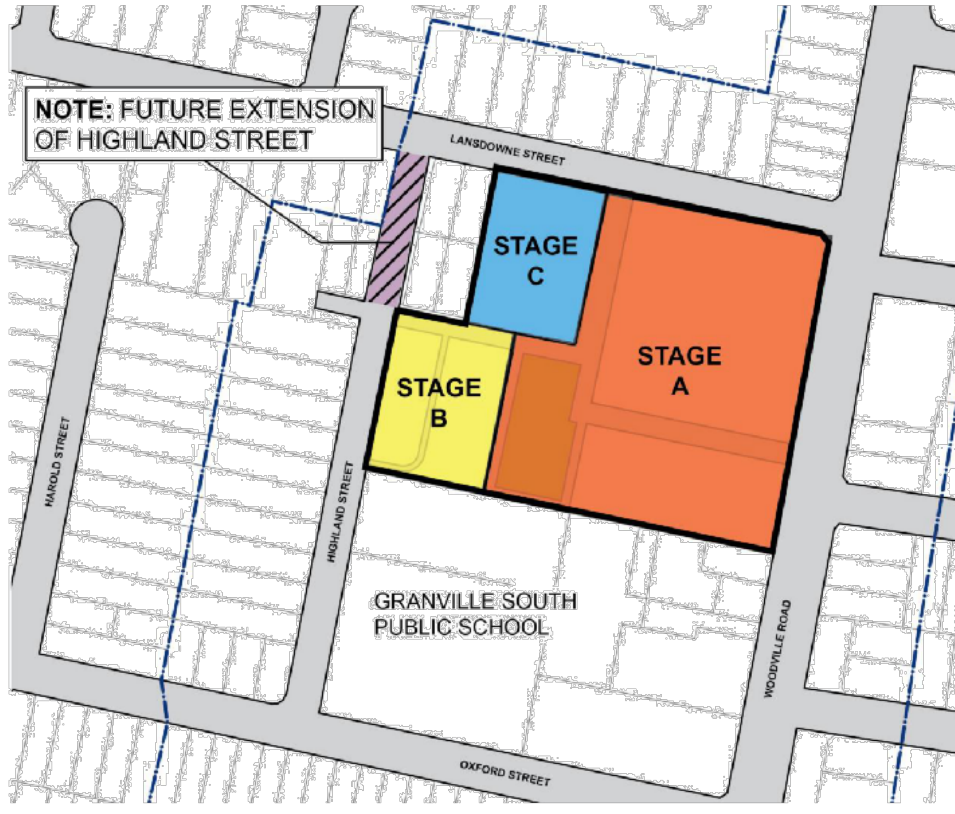 NOTE: FUTURE EXTENSION
OF HIGHLAND STREET
LANSDOWNE STREET
STAGE
C
STAGE
A
STAGE
B
HAROLD STREET
HIGHLAND STREET
GRANVILLE SOUTH
PUBLIC SCHOOL
WOODVILLE ROAD
OXFORD STREET